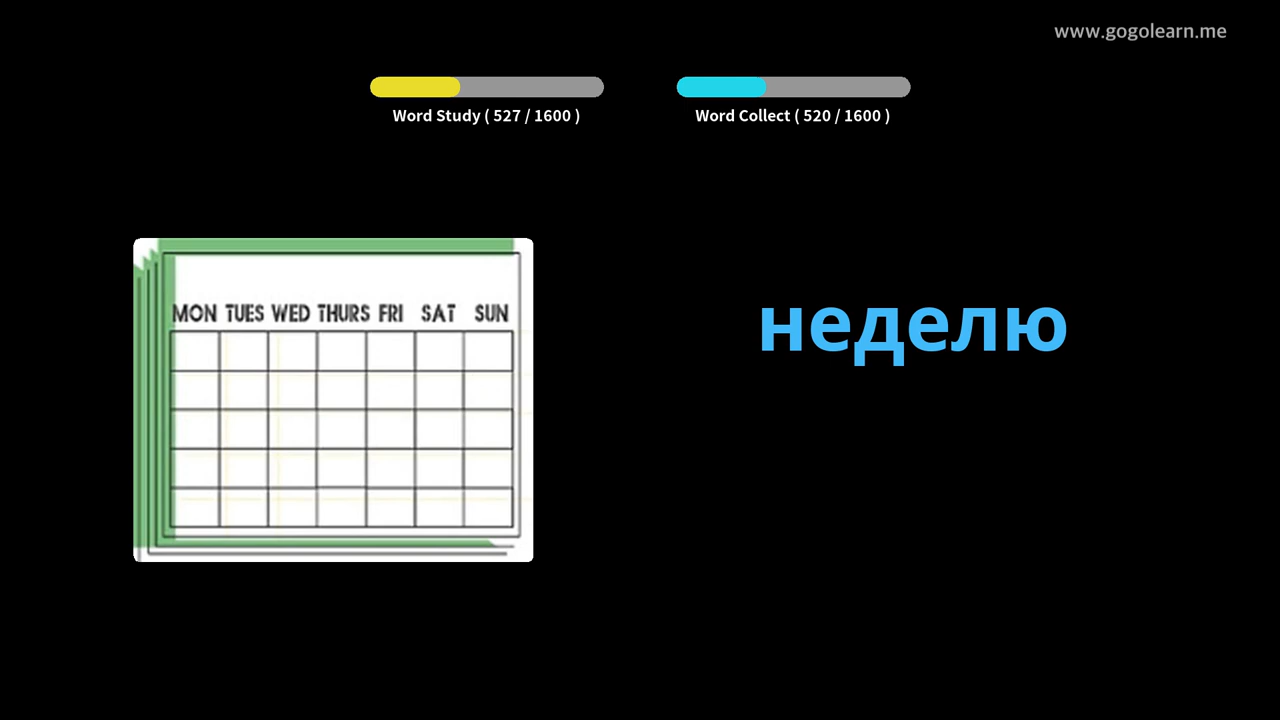 www.gogolearn.me
Word Study ( 527 / 1600 )
Word Collect ( 520 / 1600 )
MON TUES WED THURS FRI SAT SUN
неделю